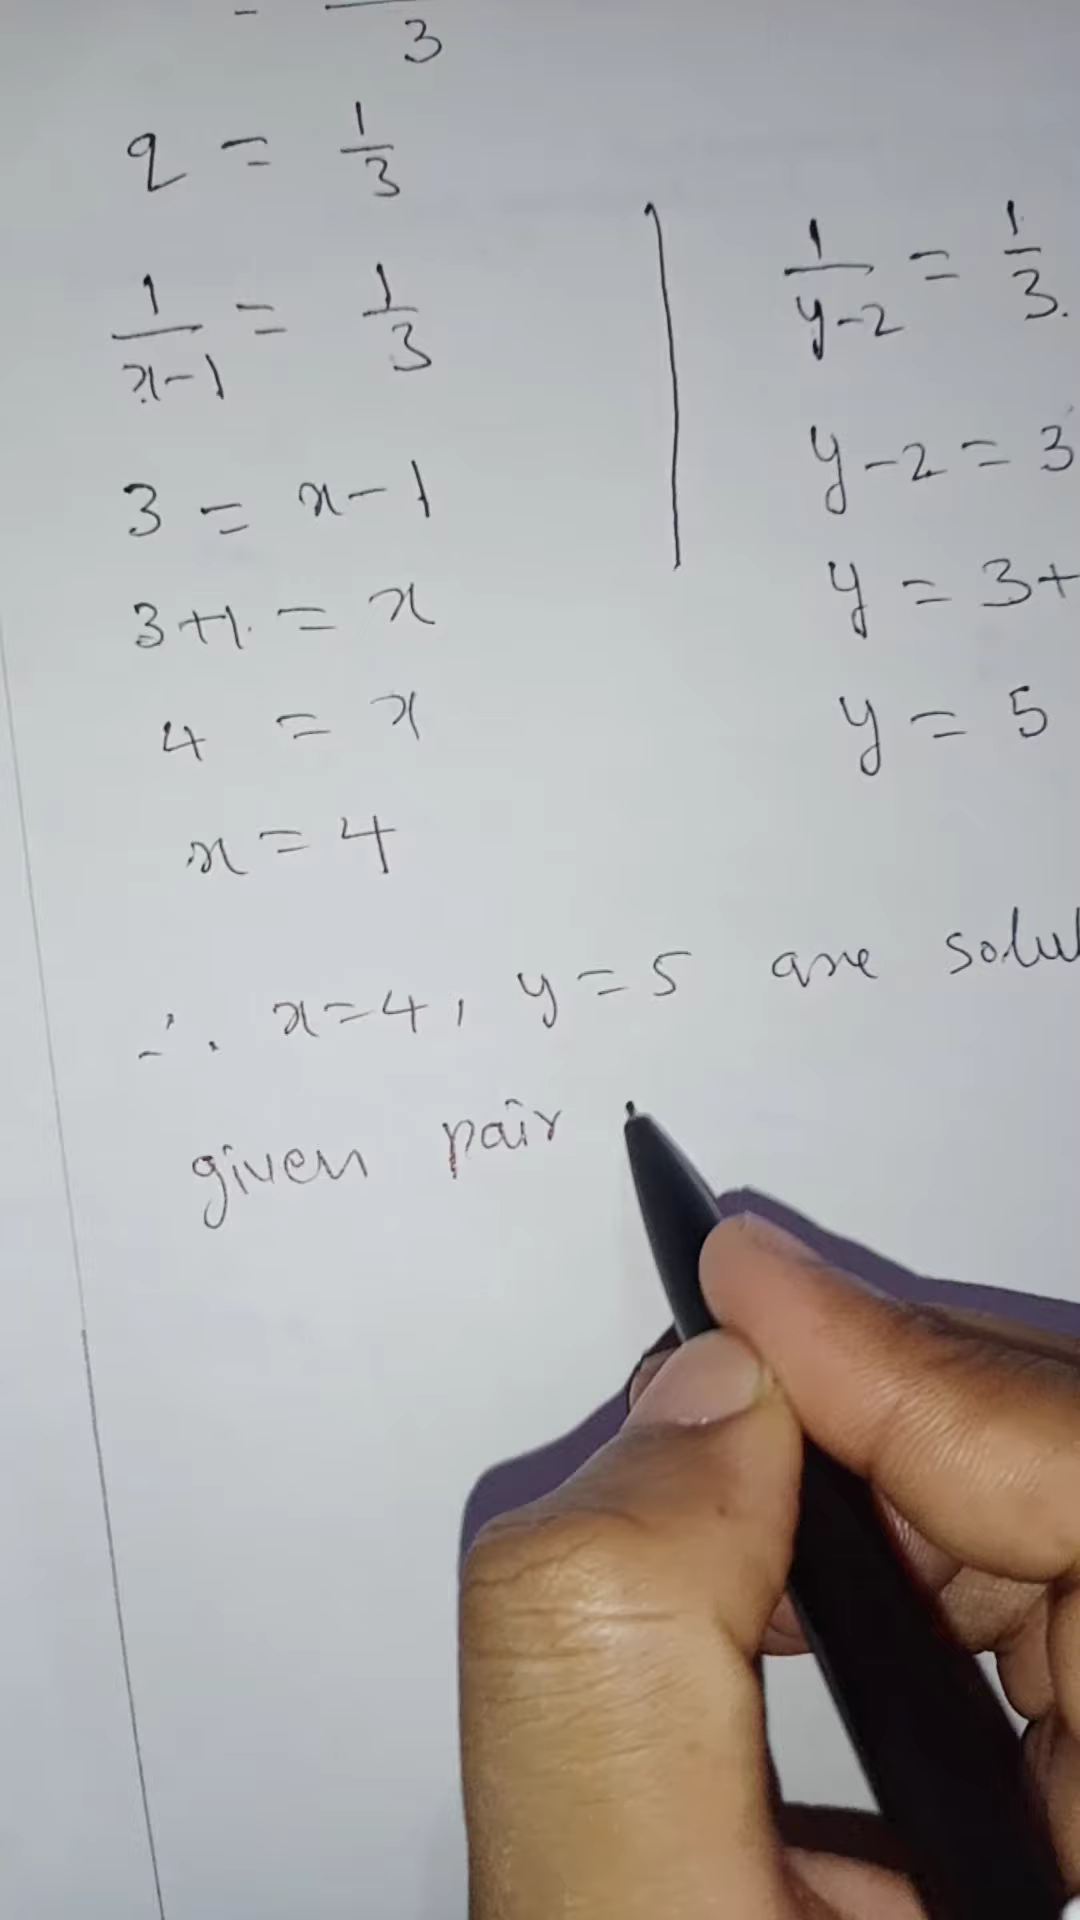 - —
3
q = 1/3
1/(x-1) = 1/3
3 = x-1
3+1 = x
4 = x
x = 4
1/(y-2) = 1/3.
y-2 = 3
y = 3+
y = 5
∴ x=4, y=5 are solu
given pair